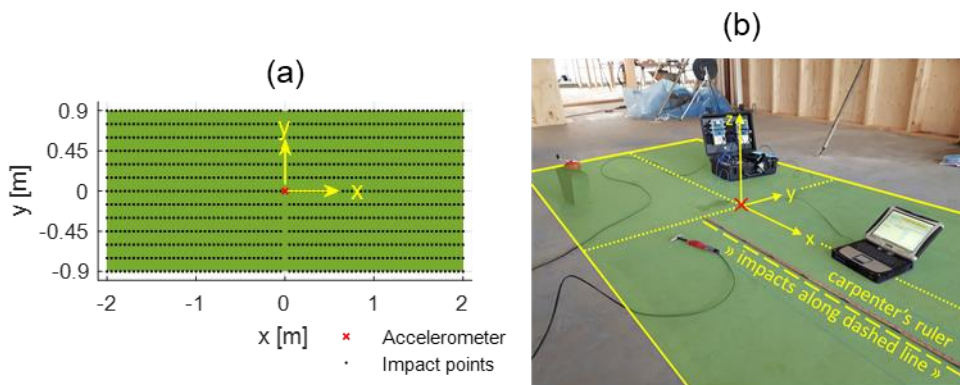 (a)
0.9
0.45
0
-0.45
-0.9
y [m]
y
x
-2
-1
0
1
2
x [m]
Accelerometer
Impact points
(b)
z
y
x
carpenter's ruler
» impacts along dashed line »